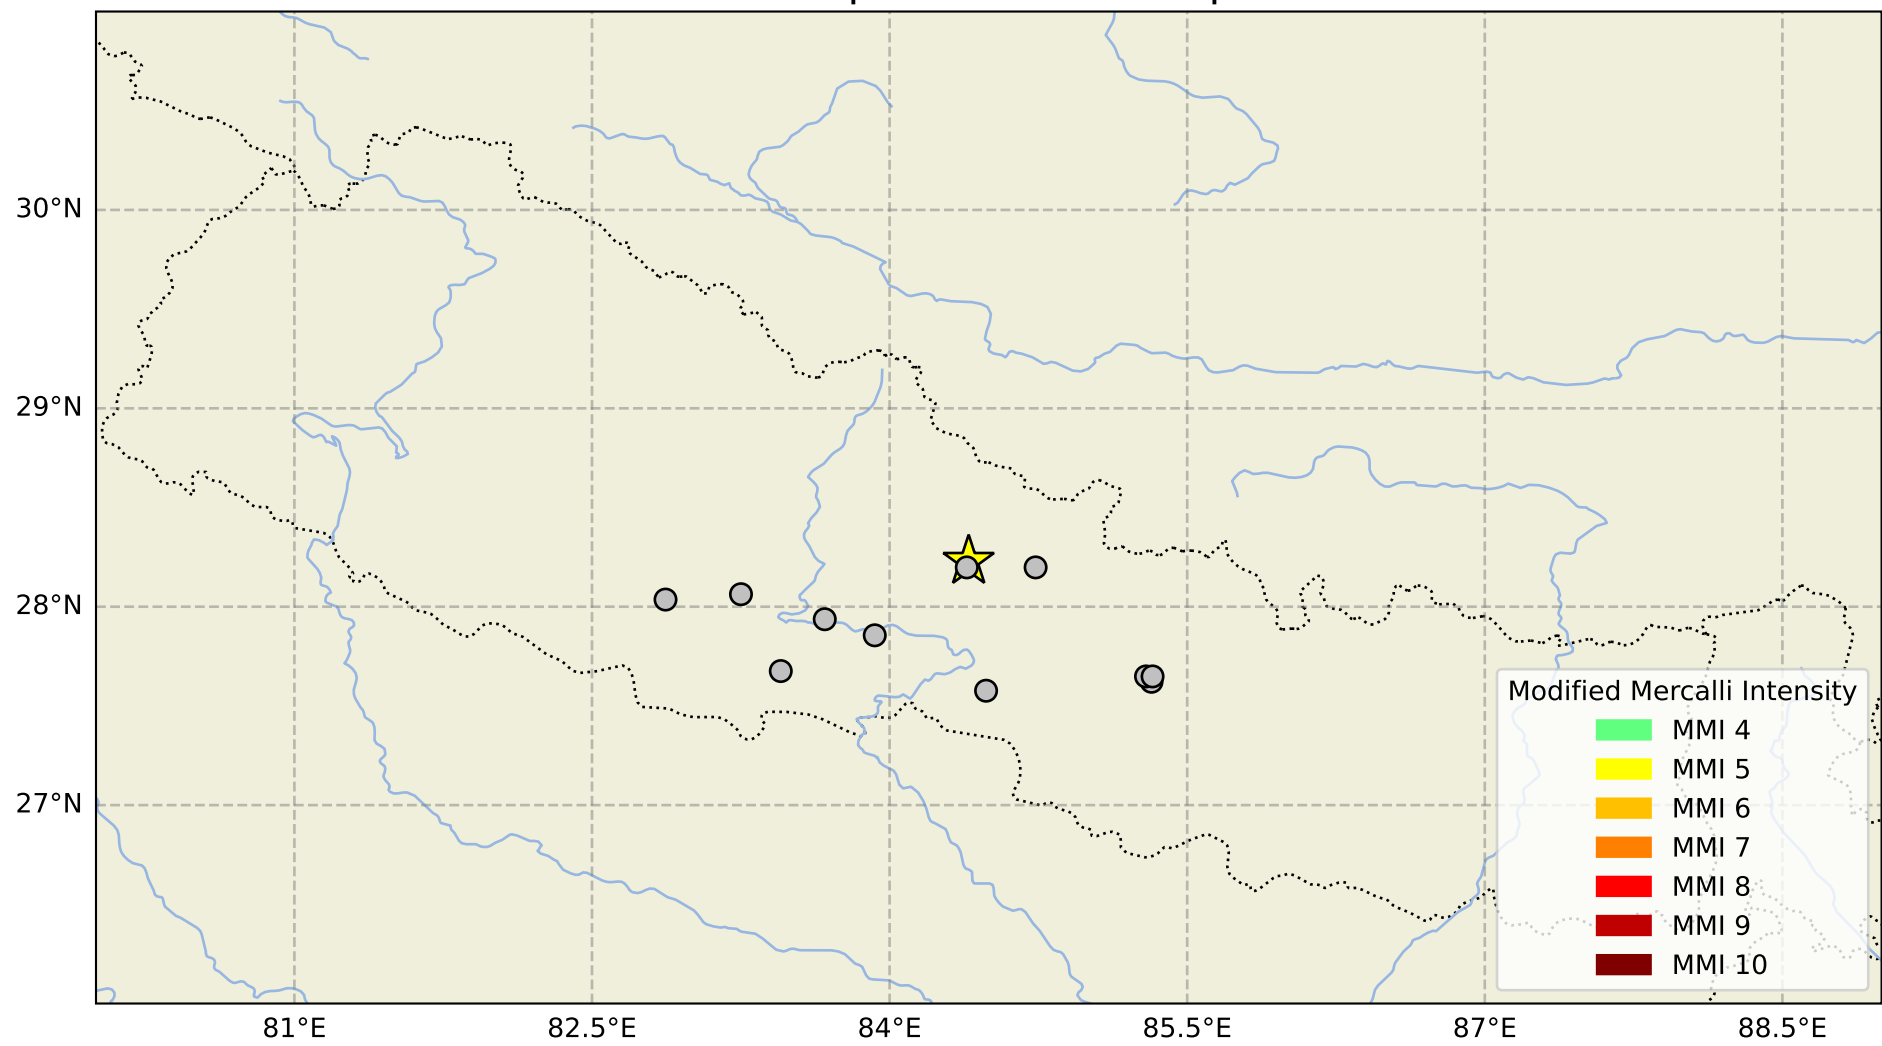 30°N
29°N
28°N
27°N
Modified Mercalli Intensity
MMI 4
MMI 5
MMI 6
MMI 7
MMI 8
MMI 9
MMI 10
81°E
82.5°E
84°E
85.5°E
87°E
88.5°E